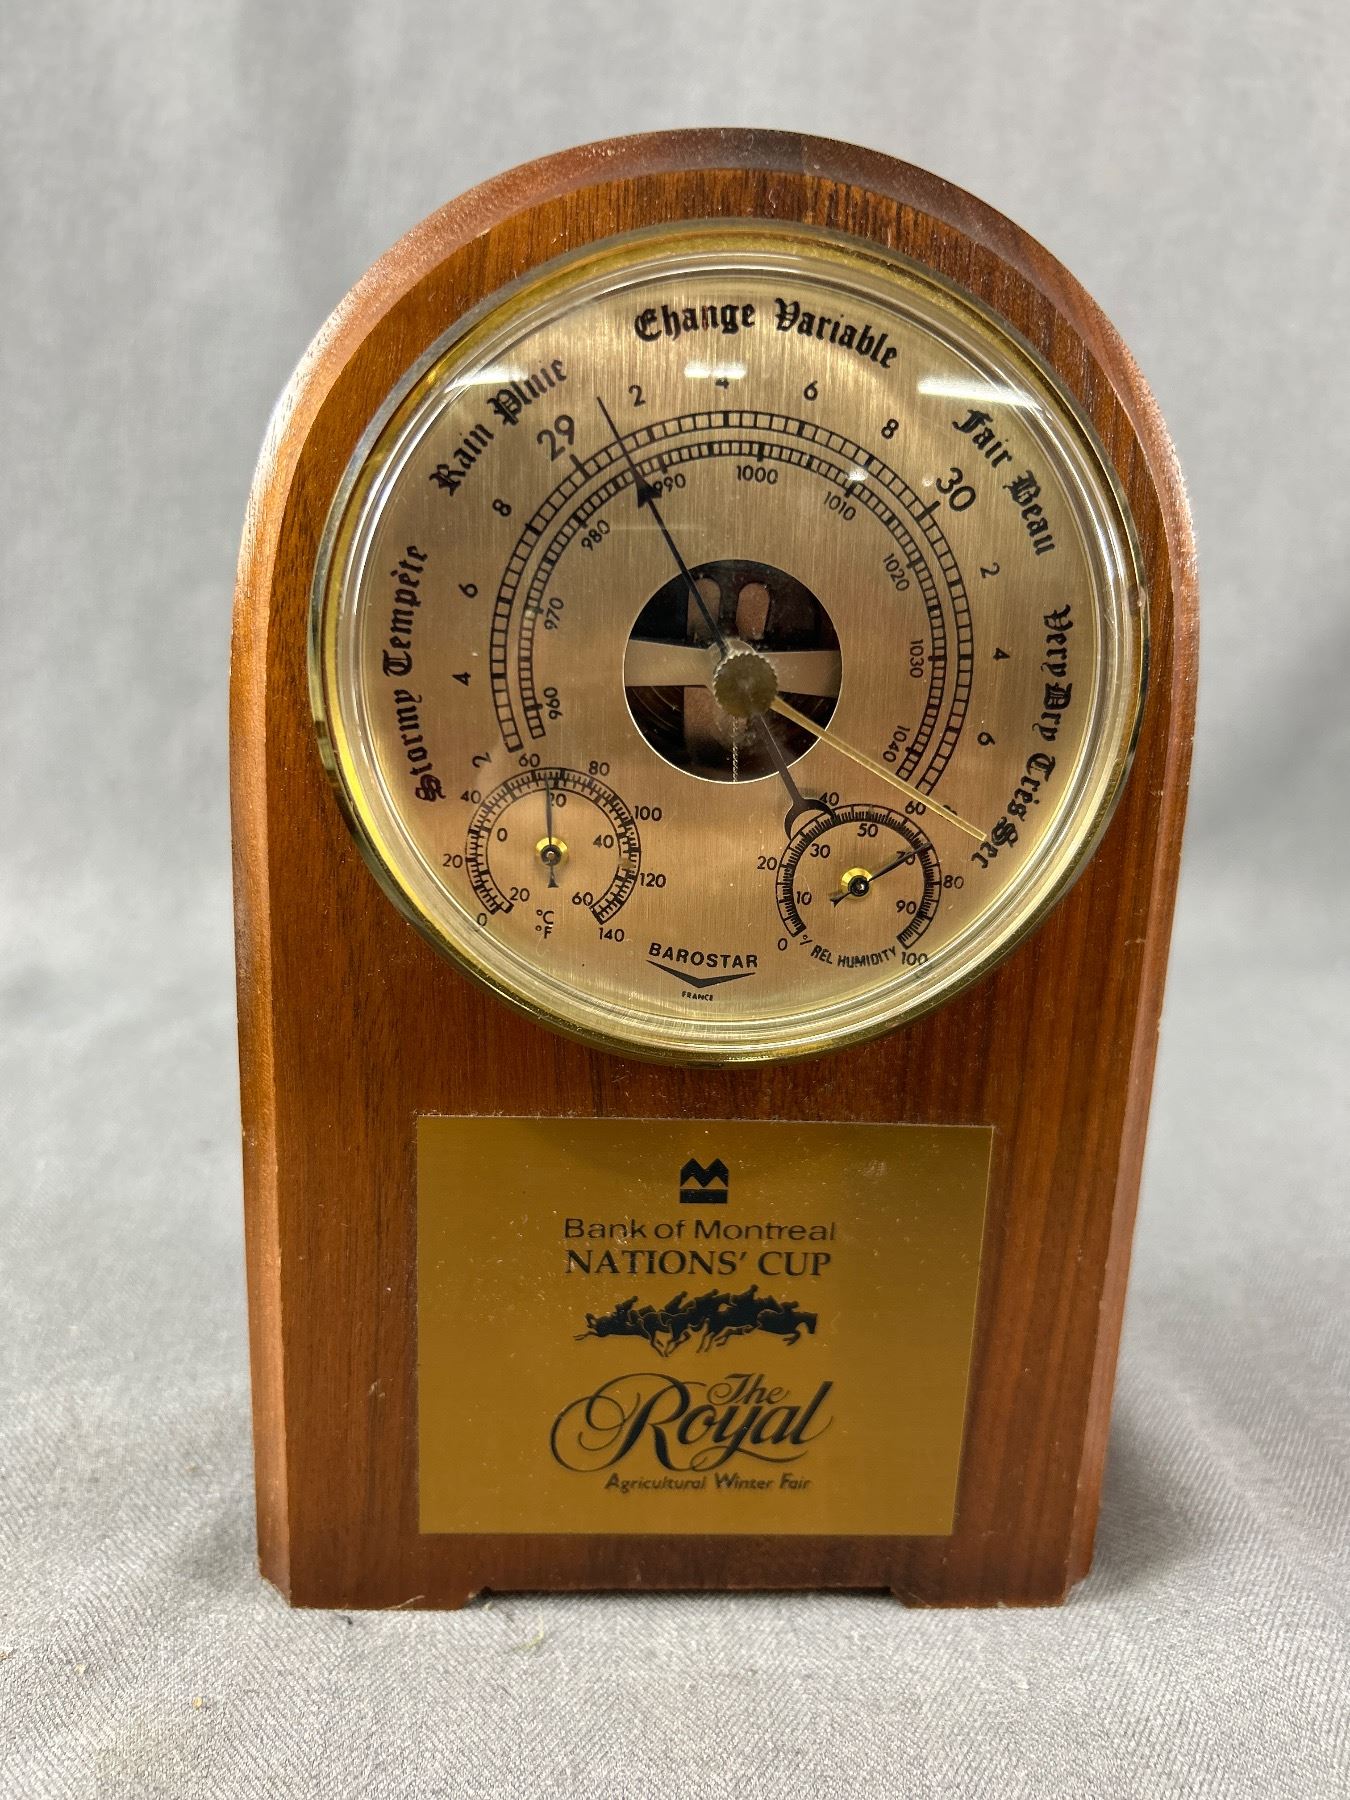 Stormy Tempète
Rain Pluie
Change Variable
Fair Beau
Very Dry Très Sec
2 4 6 8 29 2 4 6 8 30 2 4 6
960 970 980 990 1000 1010 1020 1030 1040
0 20 40 60 80 100 120 140
20 0 20 40 60
°C
°F
0 10 20 30 40 50 60 70 80 90 100
% REL HUMIDITY
BAROSTAR
FRANCE
Bank of Montreal
NATIONS' CUP
The
Royal
Agricultural Winter Fair